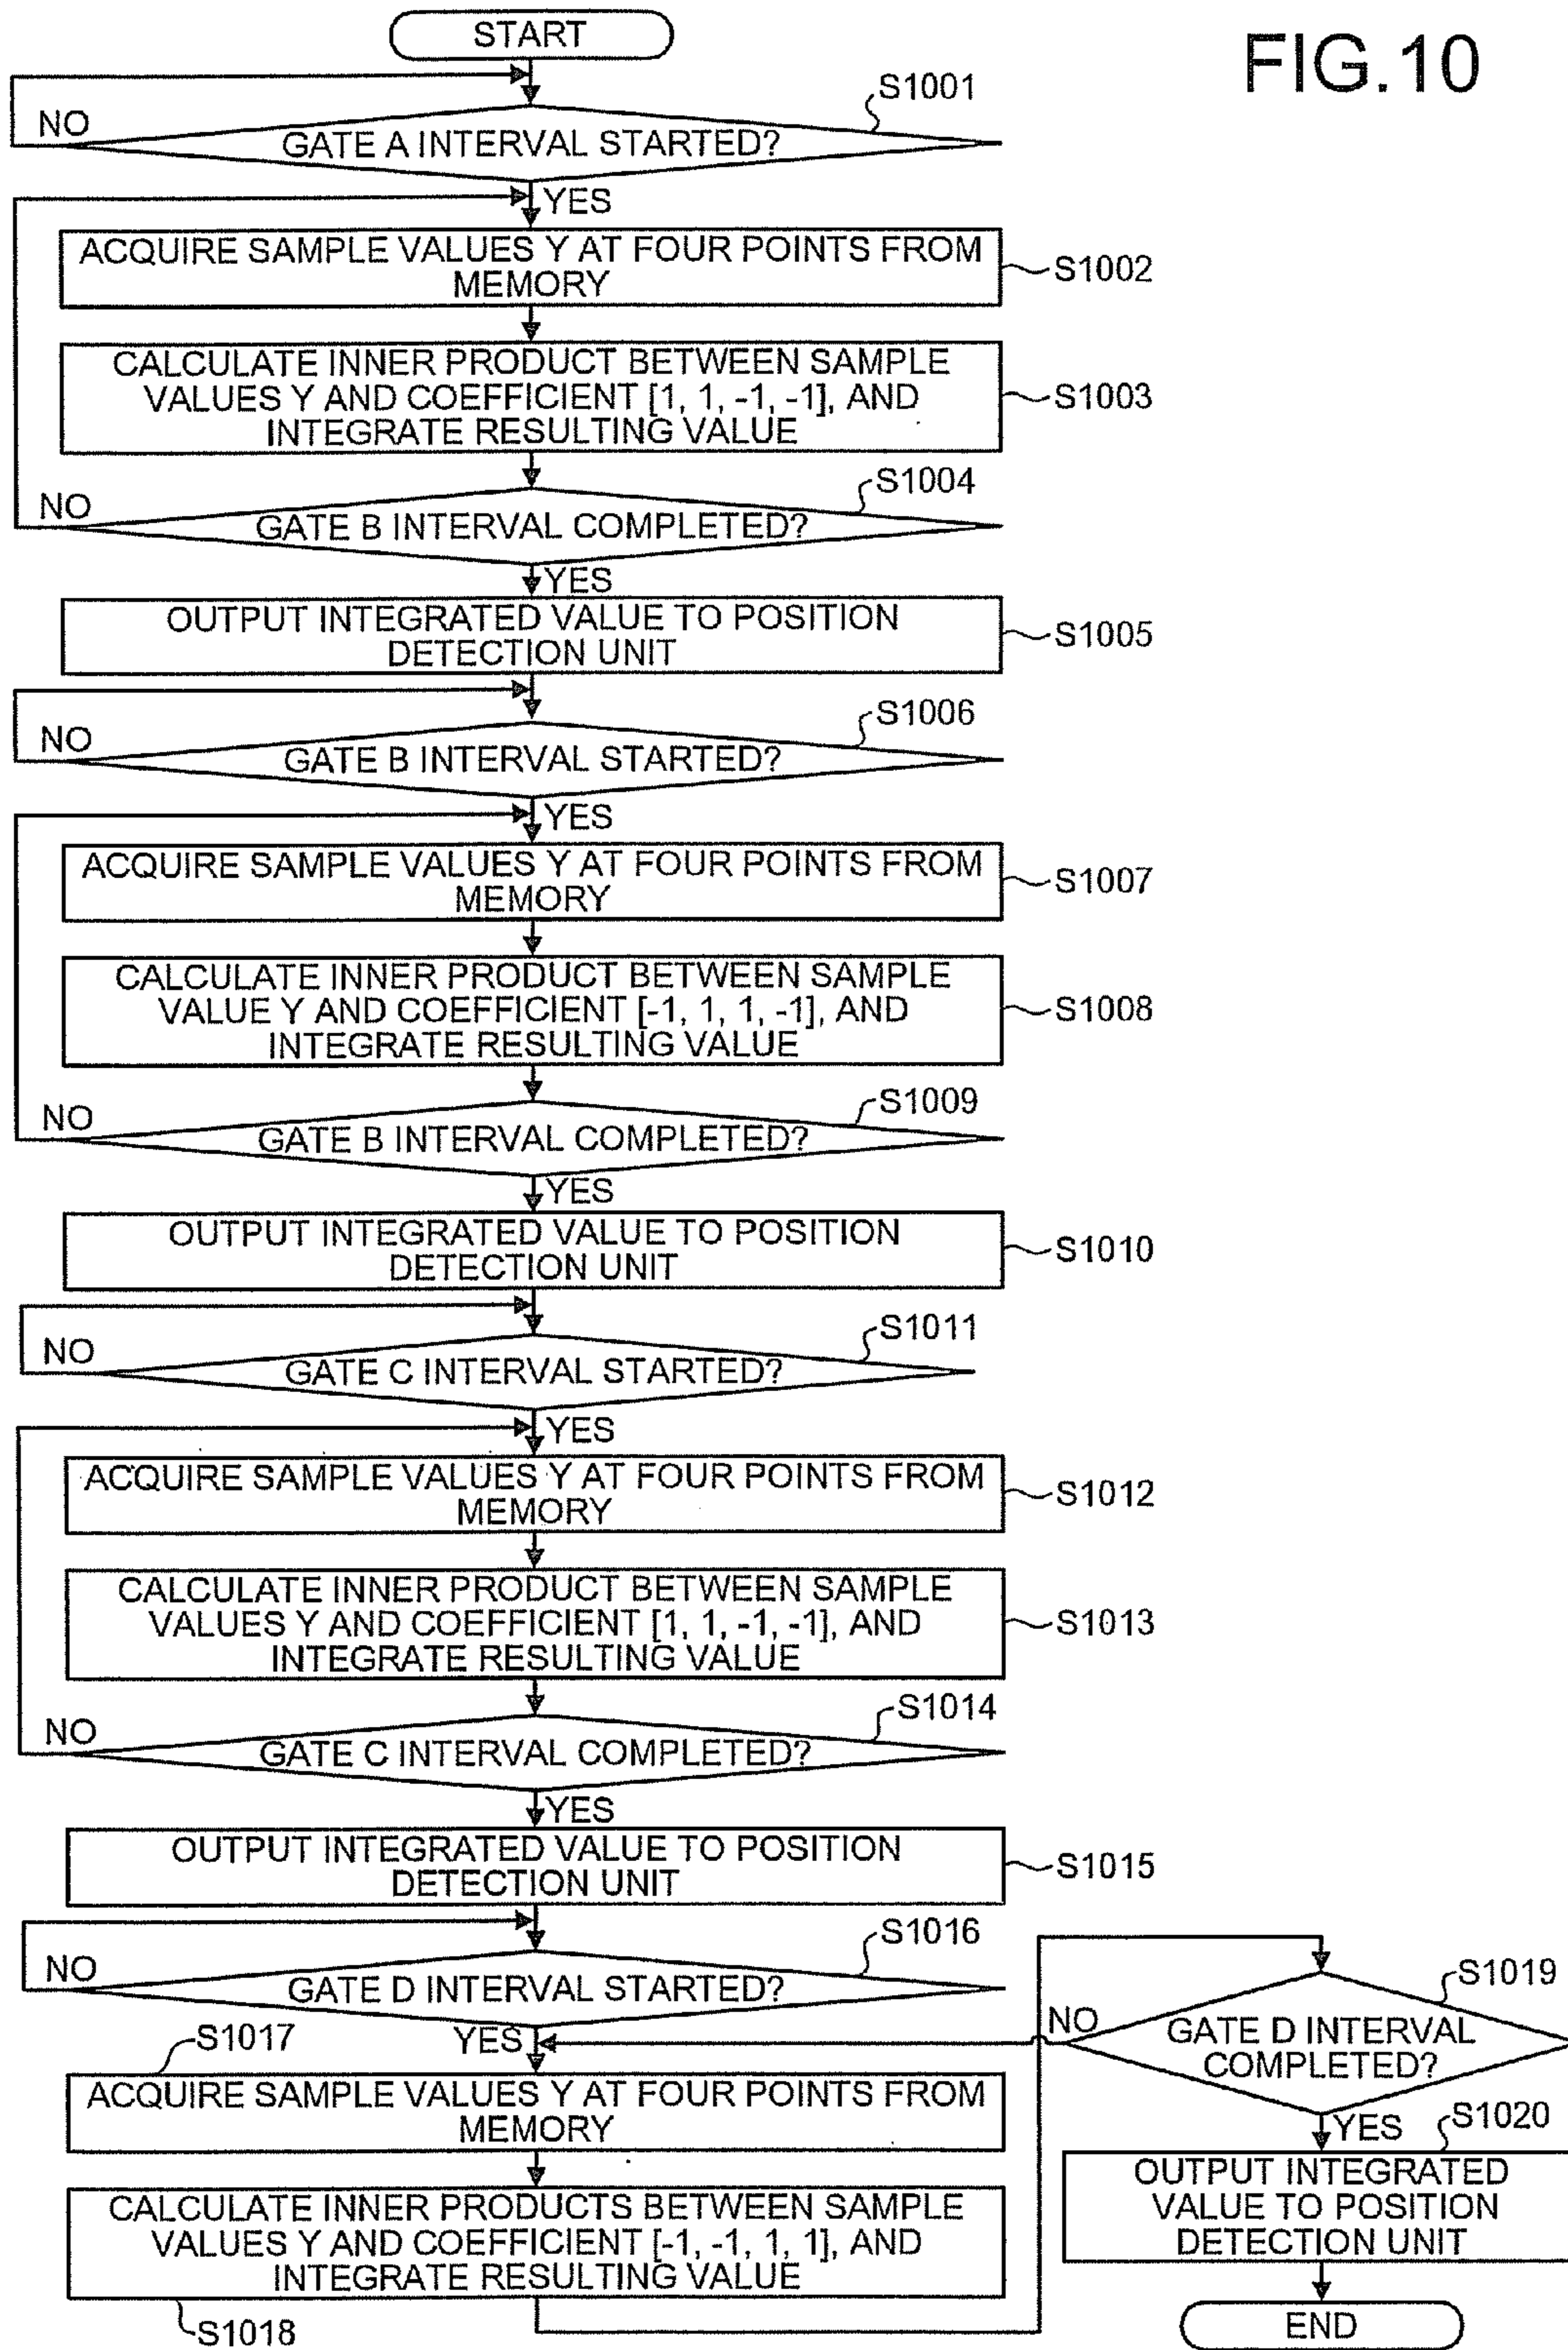 FIG.10
START
S1001
NO
GATE A INTERVAL STARTED?
YES
ACQUIRE SAMPLE VALUES Y AT FOUR POINTS FROM
MEMORY
S1002
CALCULATE INNER PRODUCT BETWEEN SAMPLE
VALUES Y AND COEFFICIENT [1, 1, -1, -1], AND
INTEGRATE RESULTING VALUE
S1003
S1004
NO
GATE B INTERVAL COMPLETED?
YES
OUTPUT INTEGRATED VALUE TO POSITION
DETECTION UNIT
S1005
S1006
NO
GATE B INTERVAL STARTED?
YES
ACQUIRE SAMPLE VALUES Y AT FOUR POINTS FROM
MEMORY
S1007
CALCULATE INNER PRODUCT BETWEEN SAMPLE
VALUE Y AND COEFFICIENT [-1, 1, 1, -1], AND
INTEGRATE RESULTING VALUE
S1008
S1009
NO
GATE B INTERVAL COMPLETED?
YES
OUTPUT INTEGRATED VALUE TO POSITION
DETECTION UNIT
S1010
S1011
NO
GATE C INTERVAL STARTED?
YES
ACQUIRE SAMPLE VALUES Y AT FOUR POINTS FROM
MEMORY
S1012
CALCULATE INNER PRODUCT BETWEEN SAMPLE
VALUES Y AND COEFFICIENT [1, 1, -1, -1], AND
INTEGRATE RESULTING VALUE
S1013
S1014
NO
GATE C INTERVAL COMPLETED?
YES
OUTPUT INTEGRATED VALUE TO POSITION
DETECTION UNIT
S1015
S1016
NO
GATE D INTERVAL STARTED?
YES
S1017
ACQUIRE SAMPLE VALUES Y AT FOUR POINTS FROM
MEMORY
CALCULATE INNER PRODUCTS BETWEEN SAMPLE
VALUES Y AND COEFFICIENT [-1, -1, 1, 1], AND
INTEGRATE RESULTING VALUE
S1018
S1019
NO
GATE D INTERVAL
COMPLETED?
YES
S1020
OUTPUT INTEGRATED
VALUE TO POSITION
DETECTION UNIT
END